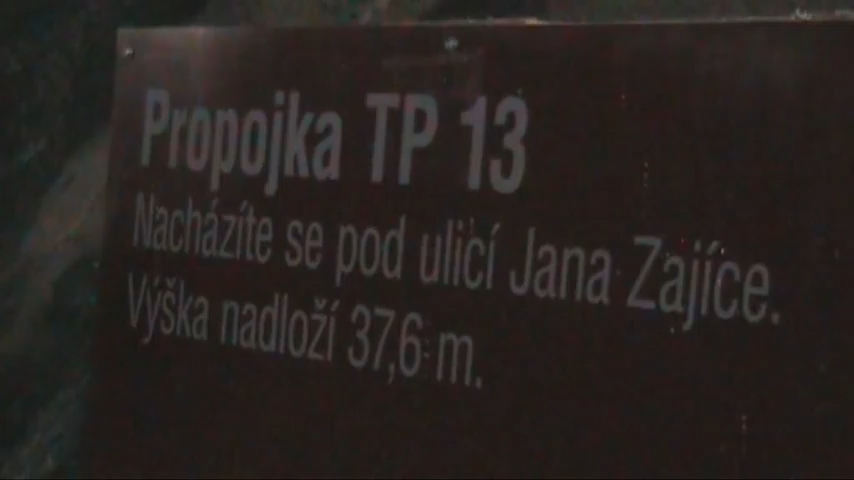 Propojka TP 13
Nacházíte se pod ulicí Jana Zajíce.
Výška nadloží 37,6 m.